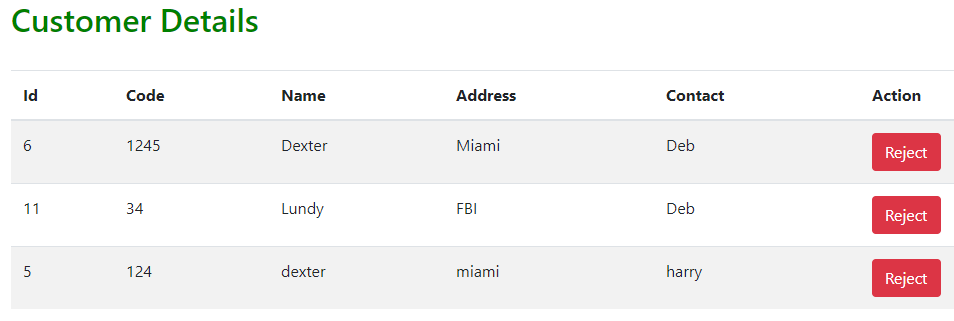 Customer Details
Id Code Name Address Contact Action
6 1245 Dexter Miami Deb Reject
11 34 Lundy FBI Deb Reject
5 124 dexter miami harry Reject